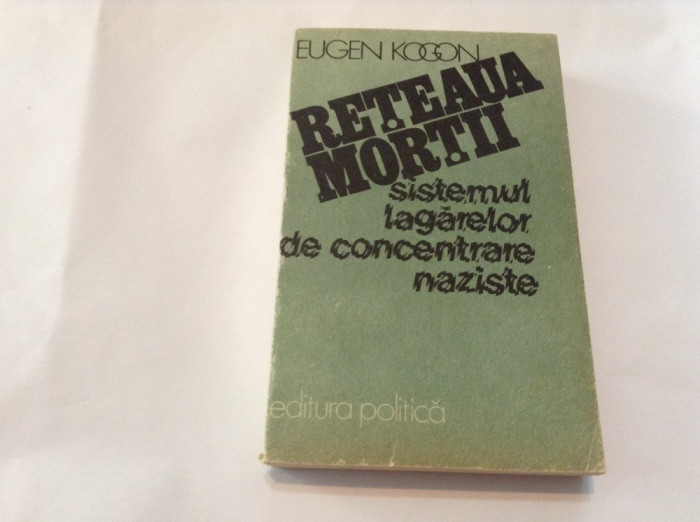 EUGEN KOGON
REȚEAUA
MORȚII
sistemul
lagărelor
de concentrare
naziste
editura politică